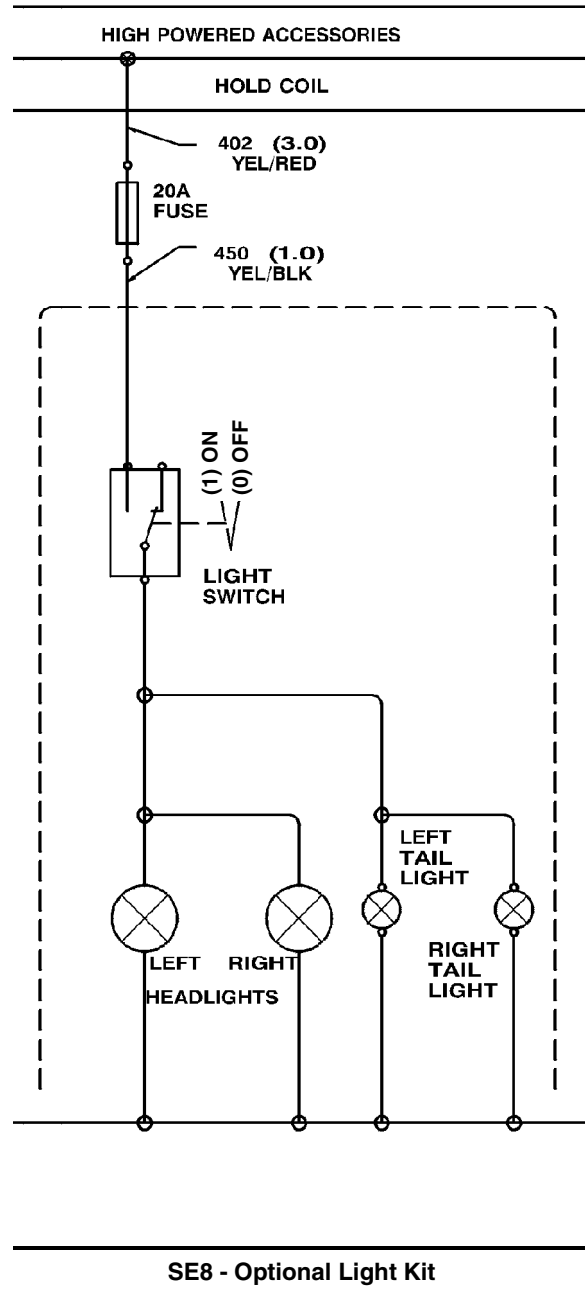 HIGH POWERED ACCESSORIES
HOLD COIL
402 (3.0)
YEL/RED
20A
FUSE
450 (1.0)
YEL/BLK
(1) ON
(0) OFF
LIGHT
SWITCH
LEFT
TAIL
LIGHT
LEFT RIGHT
HEADLIGHTS
RIGHT
TAIL
LIGHT
SE8 - Optional Light Kit